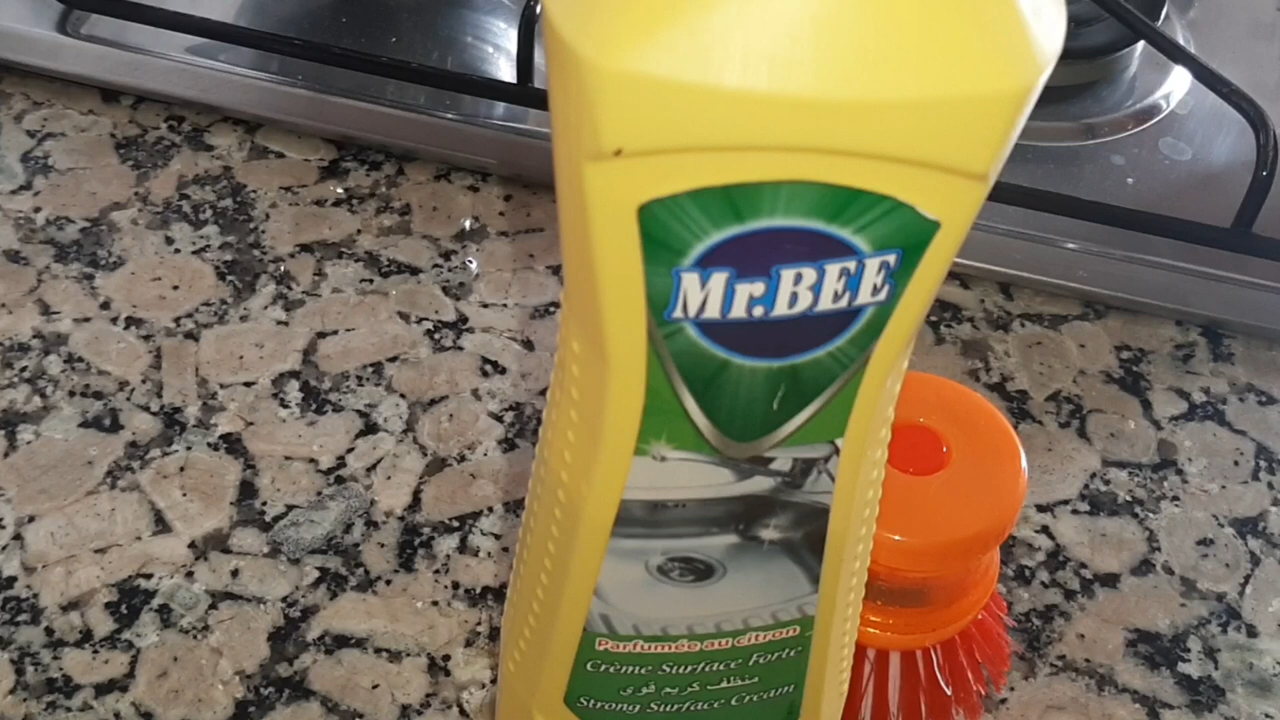 Mr.BEE
Parfumée au citron
Crème Surface Forte
منظف كريم قوي
Strong Surface Cream